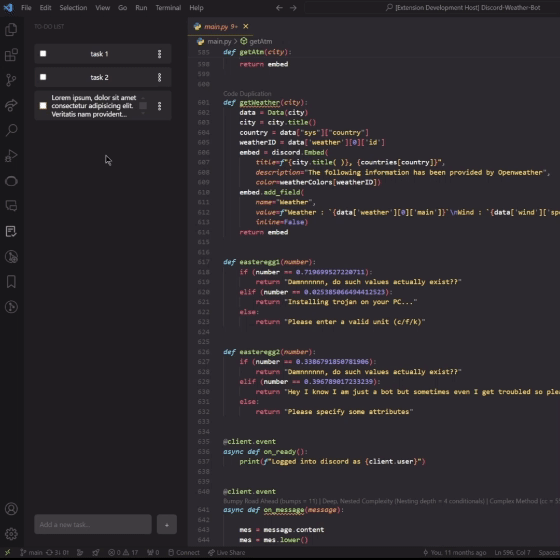 File Edit Selection View Go Run Terminal Help
[Extension Development Host] Discord-Weather-Bot
TO-DO LIST
main.py 9+
main.py > getAtm
task 1
task 2
Lorem ipsum, dolor sit amet
consectetur adipisicing elit.
Veritatis nam provident...
595 def getAtm(city):
598 return embed
599
600
Code Duplication
601 def getWeather(city):
602 data = Data(city)
603 city = city.title()
604 country = data["sys"]["country"]
605 weatherID = data['weather'][0]['id']
606 embed = discord.Embed(
607 title=f"{city.title( )}, {countries[country]}",
608 description="The following information has been provided by Openweather",
609 color=weatherColors[weatherID])
610 embed.add_field(
611 name="Weather",
612 value=f"Weather : `{data['weather'][0]['main']}`\nWind : `{data['wind']['spe
613 inline=False)
614 return embed
615
616
617 def easteregg1(number):
618 if (number == 0.719699527220711):
619 return "Damnnnnnn, do such values actually exist??"
620 elif (number == 0.025385066494412523):
621 return "Installing trojan on your PC..."
622 else:
623 return "Please enter a valid unit (c/f/k)"
624
625
626 def easteregg2(number):
627 if (number == 0.3386791850781906):
628 return "Damnnnnnn, do such values actually exist??"
629 elif (number == 0.396789017233239):
630 return "Hey I know I am just a bot but sometimes even I get troubled so plea
631 else:
632 return "Please specify some attributes"
633
634
635 @client.event
636 async def on_ready():
637 print(f"Logged into discord as {client.user}")
638
639
640 @client.event
Bumpy Road Ahead (bumps = 11) | Deep, Nested Complexity (Nesting depth = 4 conditionals) | Complex Method (cc = 5
641 async def on_message(message):
642
643 mes = message.content
644 mes = mes.lower()
Add a new task... +
main 3↓ 0↑ 0 17 0 Connect Live Share You, 11 months ago Ln 596, Col 7 Spaces